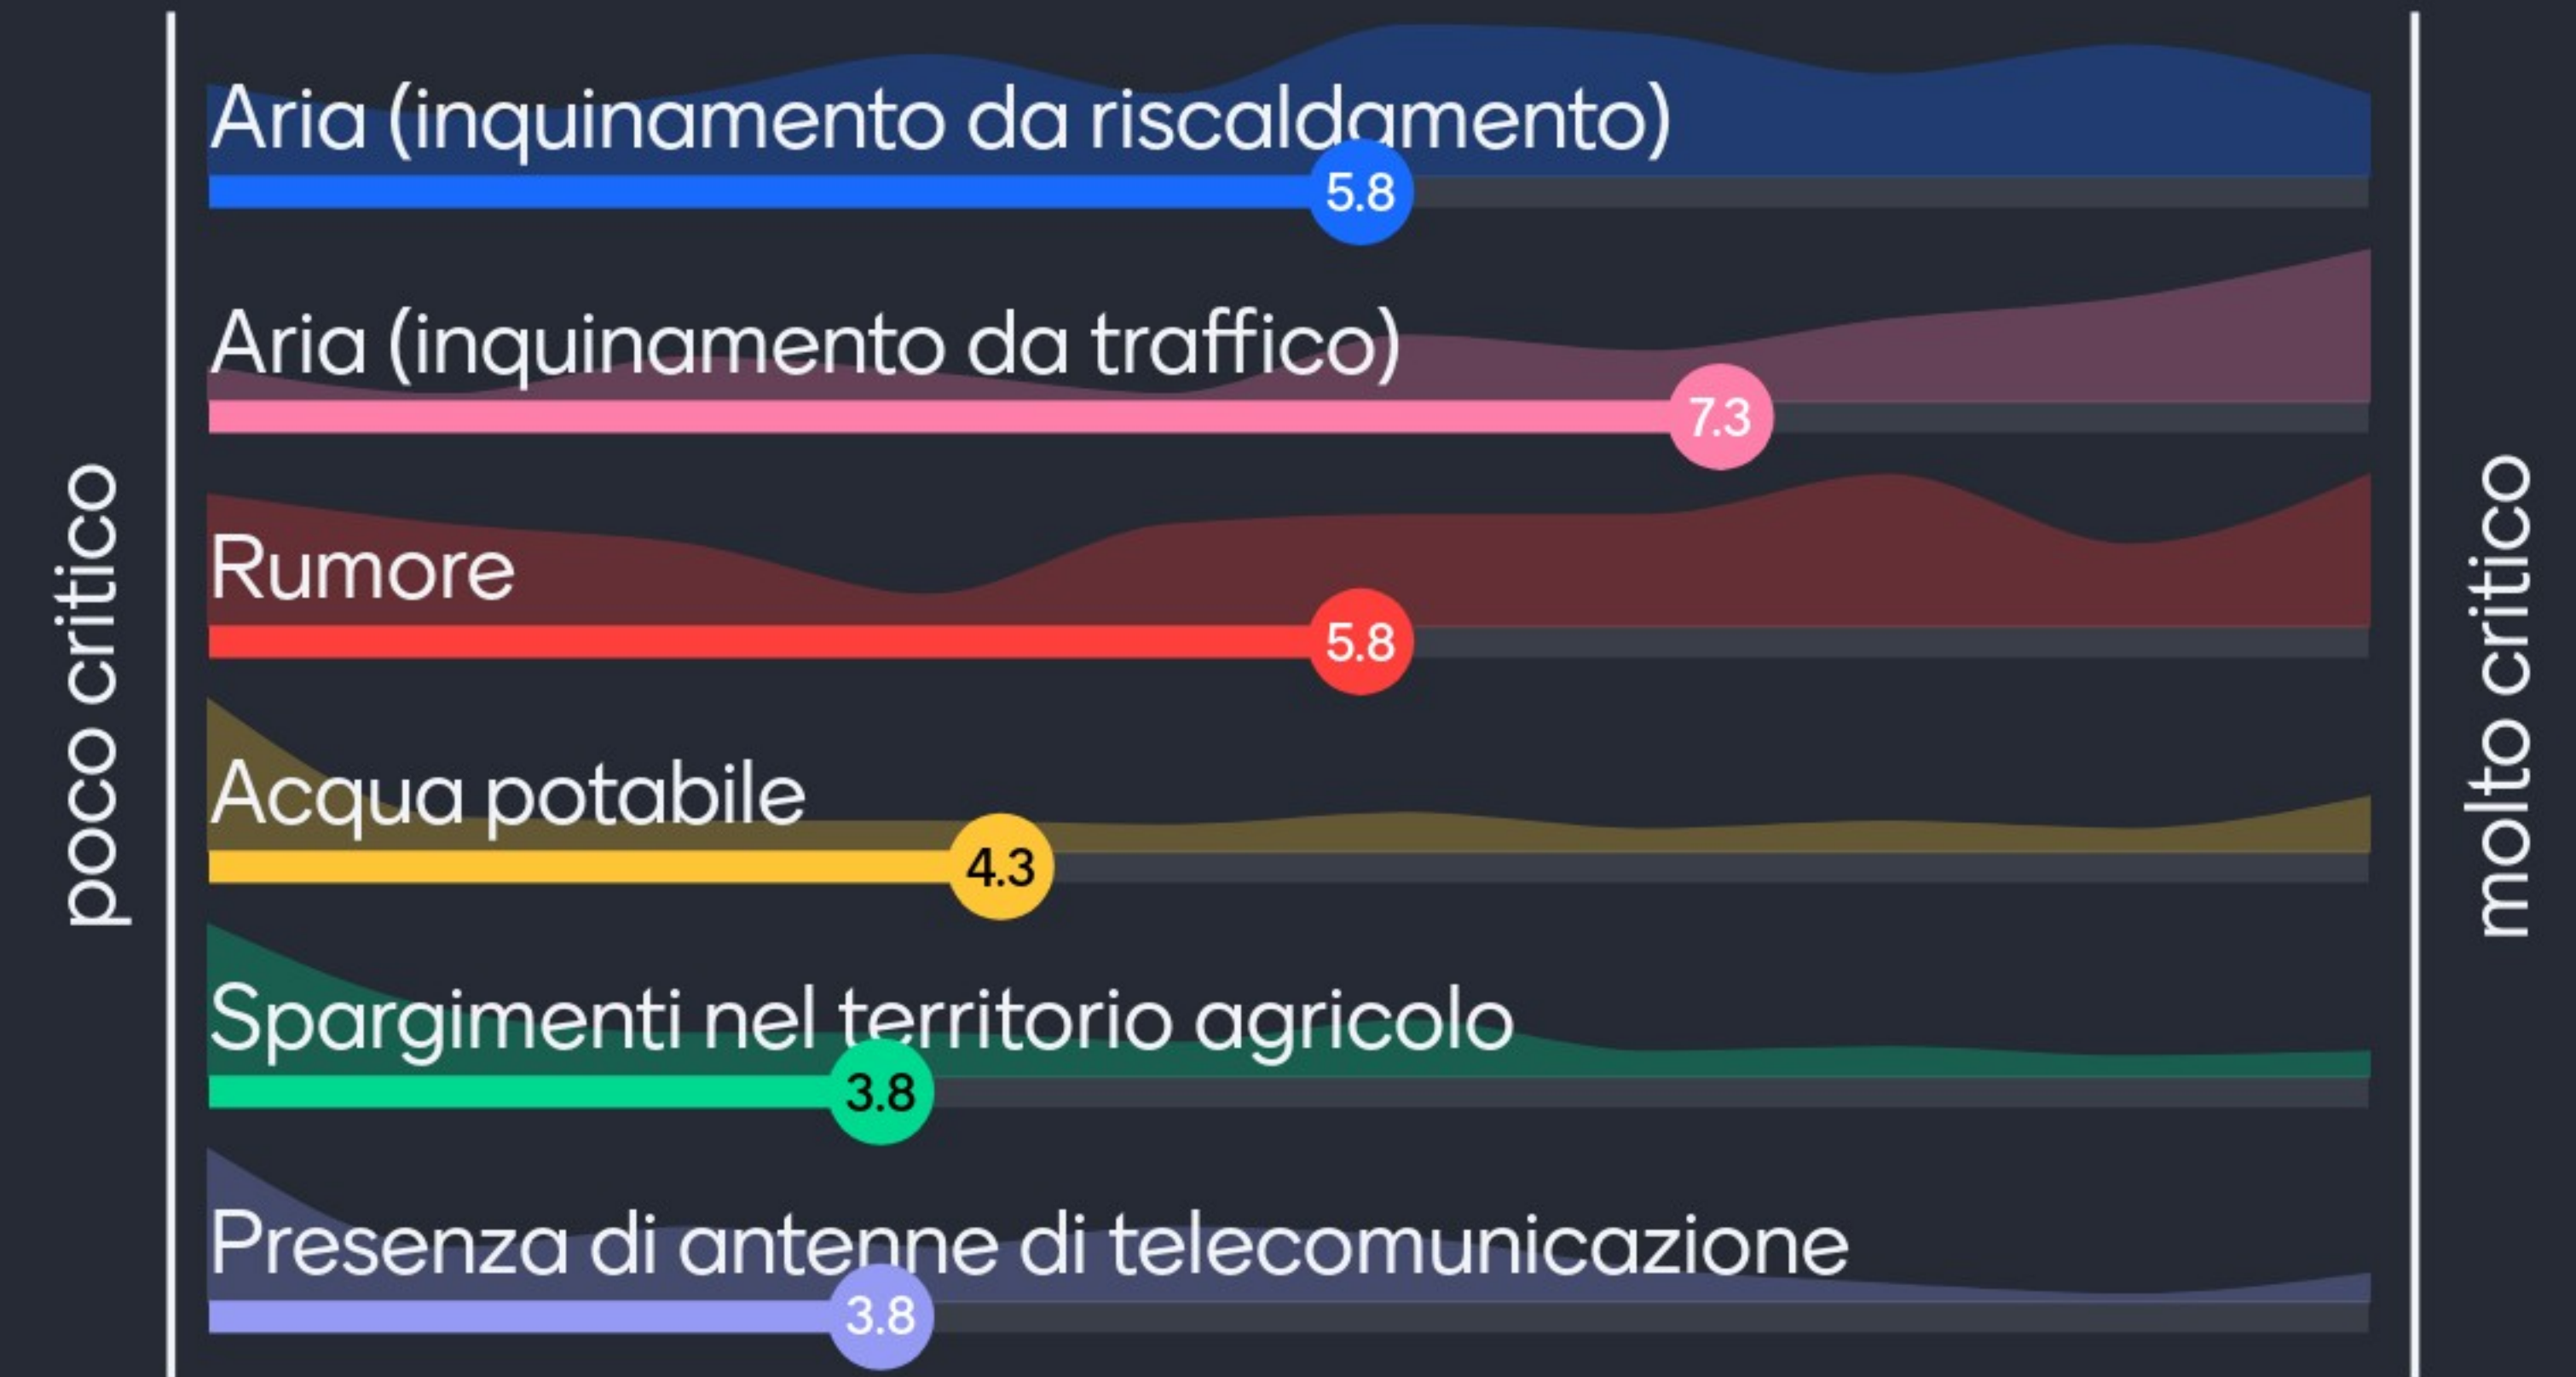 poco critico
Aria (inquinamento da riscaldamento)
5.8
Aria (inquinamento da traffico)
7.3
Rumore
5.8
Acqua potabile
4.3
Spargimenti nel territorio agricolo
3.8
Presenza di antenne di telecomunicazione
3.8
molto critico